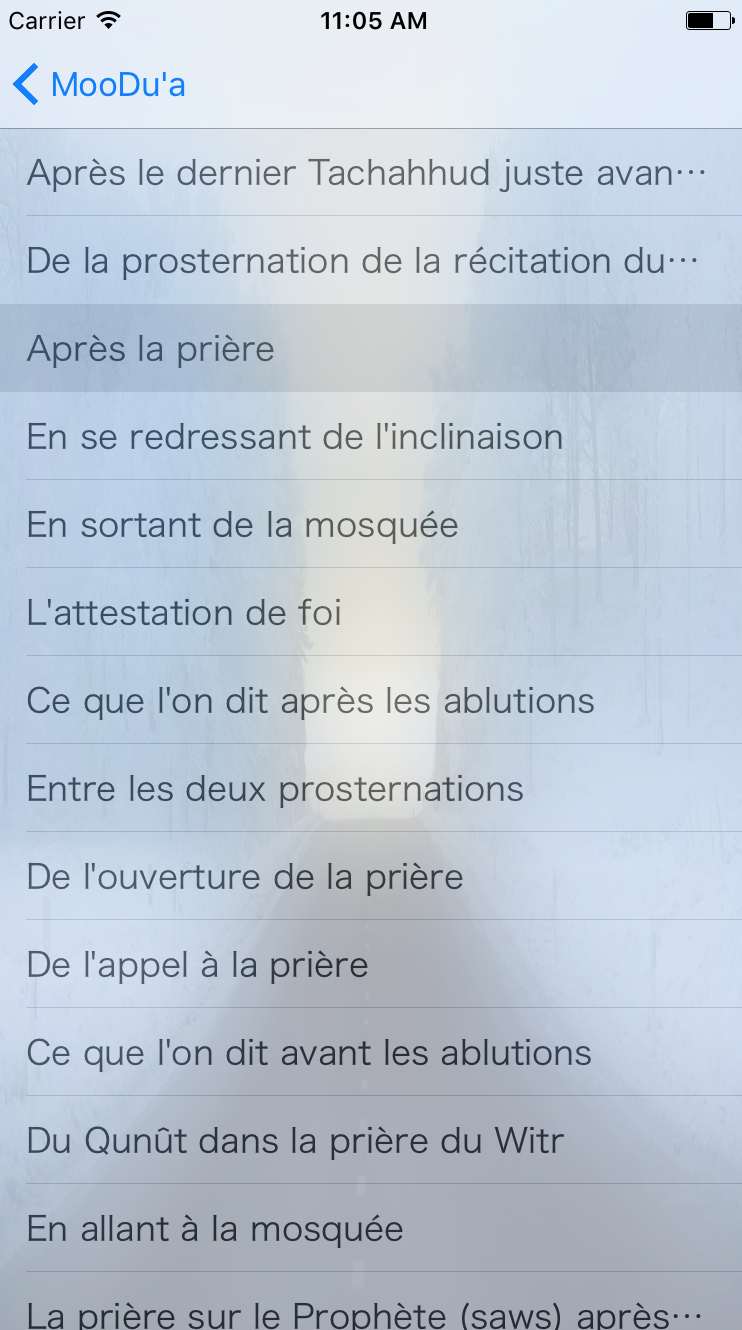 Carrier 11:05 AM
MooDu'a
Après le dernier Tachahhud juste avan…
De la prosternation de la récitation du…
Après la prière
En se redressant de l'inclinaison
En sortant de la mosquée
L'attestation de foi
Ce que l'on dit après les ablutions
Entre les deux prosternations
De l'ouverture de la prière
De l'appel à la prière
Ce que l'on dit avant les ablutions
Du Qunût dans la prière du Witr
En allant à la mosquée
La prière sur le Prophète (saws) après…